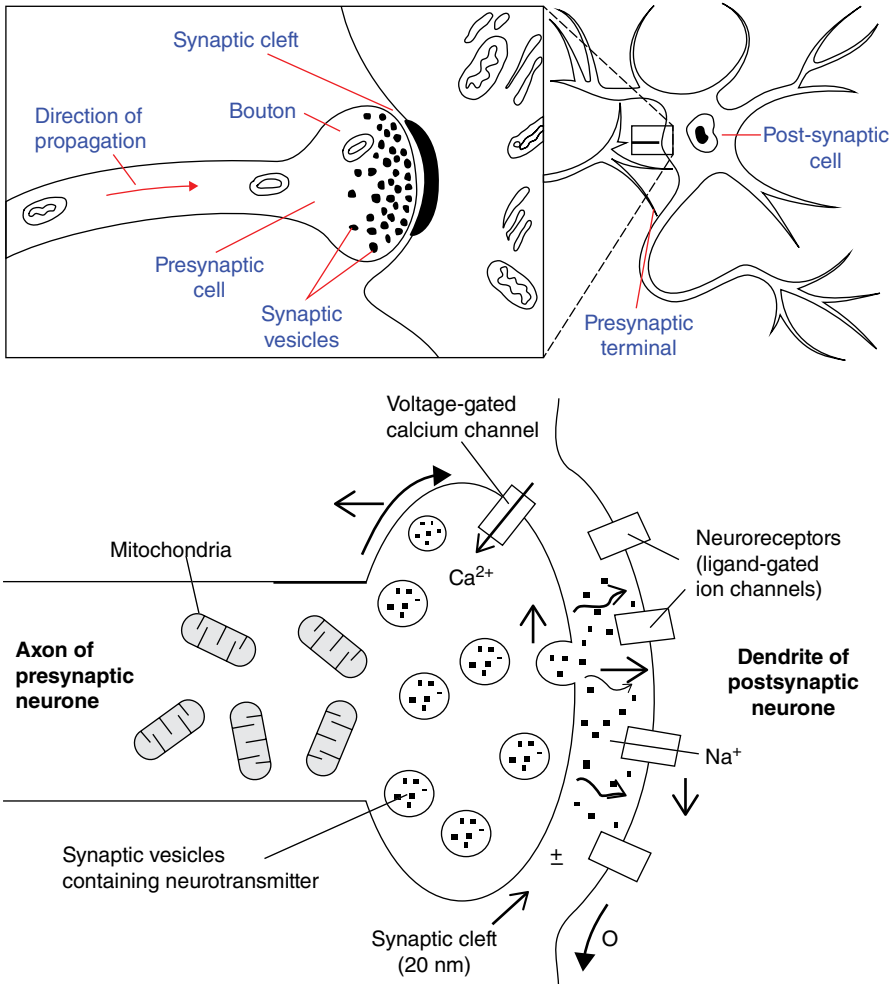 Synaptic cleft
Bouton
Direction of
propagation
Presynaptic
cell
Synaptic
vesicles
Post-synaptic
cell
Presynaptic
terminal
Voltage-gated
calcium channel
Mitochondria
Ca²⁺
Neuroreceptors
(ligand-gated
ion channels)
Axon of
presynaptic
neurone
Dendrite of
postsynaptic
neurone
Na⁺
Synaptic vesicles
containing neurotransmitter
±
Synaptic cleft
(20 nm)
O